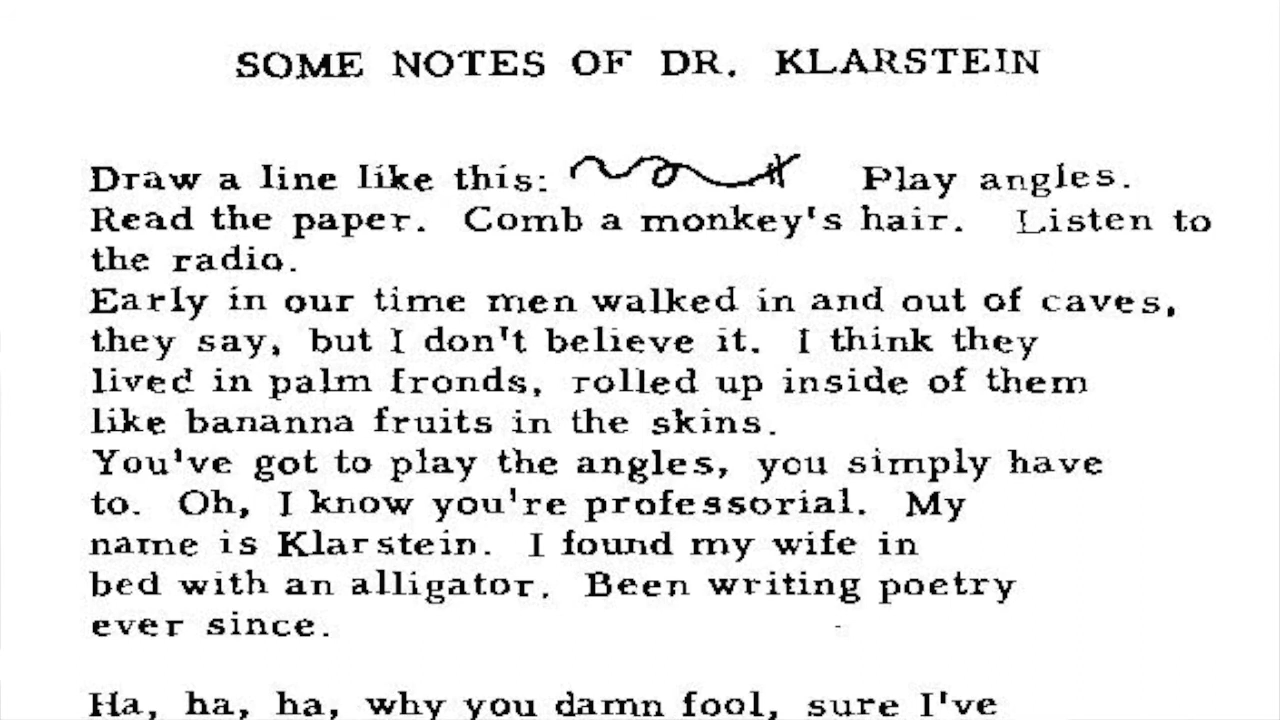 SOME NOTES OF DR. KLARSTEIN
Draw a line like this: Play angles.
Read the paper. Comb a monkey's hair. Listen to
the radio.
Early in our time men walked in and out of caves,
they say, but I don't believe it. I think they
lived in palm fronds, rolled up inside of them
like bananna fruits in the skins.
You've got to play the angles, you simply have
to. Oh, I know you're professorial. My
name is Klarstein. I found my wife in
bed with an alligator. Been writing poetry
ever since.
Ha, ha, ha, why you damn fool, sure I've